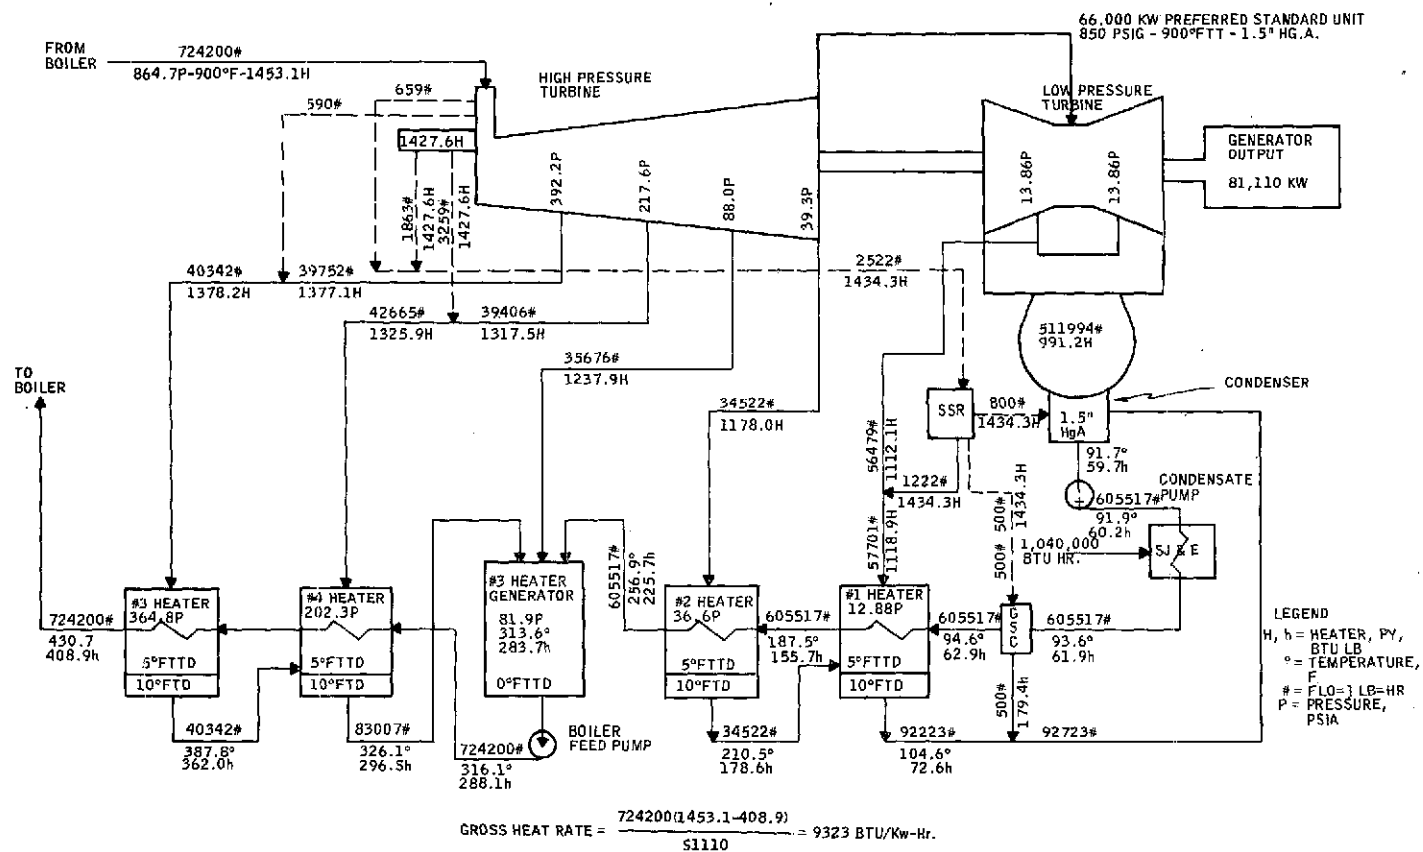 66,000 KW PREFERRED STANDARD UNIT
850 PSIG - 900°FTT - 1.5" HG.A.
FROM
BOILER
724200#
864.7P-900°F-1453.1H
HIGH PRESSURE
TURBINE
LOW PRESSURE
TURBINE
659#
590#
1427.6H
1863#
1427.6H
3259#
1427.6H
392.2P
217.6P
88.0P
39.3P
13.86P
13.86P
GENERATOR
OUTPUT
81,110 KW
40342#
1378.2H
39752#
1377.1H
2522#
1434.3H
42665#
1325.9H
39406#
1317.5H
35676#
1237.9H
34522#
1178.0H
511994#
991.2H
CONDENSER
1.5"
HgA
SSR
800#
1434.3H
TO
BOILER
56479#
1112.1H
1222#
1434.3H
57701#
1118.9H
500#
1434.3H
500#
91.7°
59.7h
CONDENSATE
PUMP
605517#
91.9°
60.2h
1,040,000
BTU HR.
SJ & E
#3 HEATER
364.8P
5°FTTD
10°FTD
#4 HEATER
202.3P
5°FTTD
10°FTD
#3 HEATER
GENERATOR
81.9P
313.6°
283.7h
0°FTTD
605517#
256.9°
225.7h
#2 HEATER
36.6P
5°FTTD
10°FTD
605517#
187.5°
155.7h
#1 HEATER
12.88P
5°FTTD
10°FTD
605517#
94.6°
62.9h
GSC
605517#
93.6°
61.9h
724200#
430.7
408.9h
40342#
387.8°
362.0h
83007#
326.1°
296.5h
724200#
316.1°
288.1h
BOILER
FEED PUMP
34522#
210.5°
178.6h
92223#
104.6°
72.6h
500#
179.4h
92723#
LEGEND
H, h = HEATER, PY,
BTU LB
° = TEMPERATURE,
F
# = FLO=] LB=HR
P = PRESSURE,
PSIA
GROSS HEAT RATE = 724200(1453.1-408.9)
S1110
= 9323 BTU/Kw-Hr.